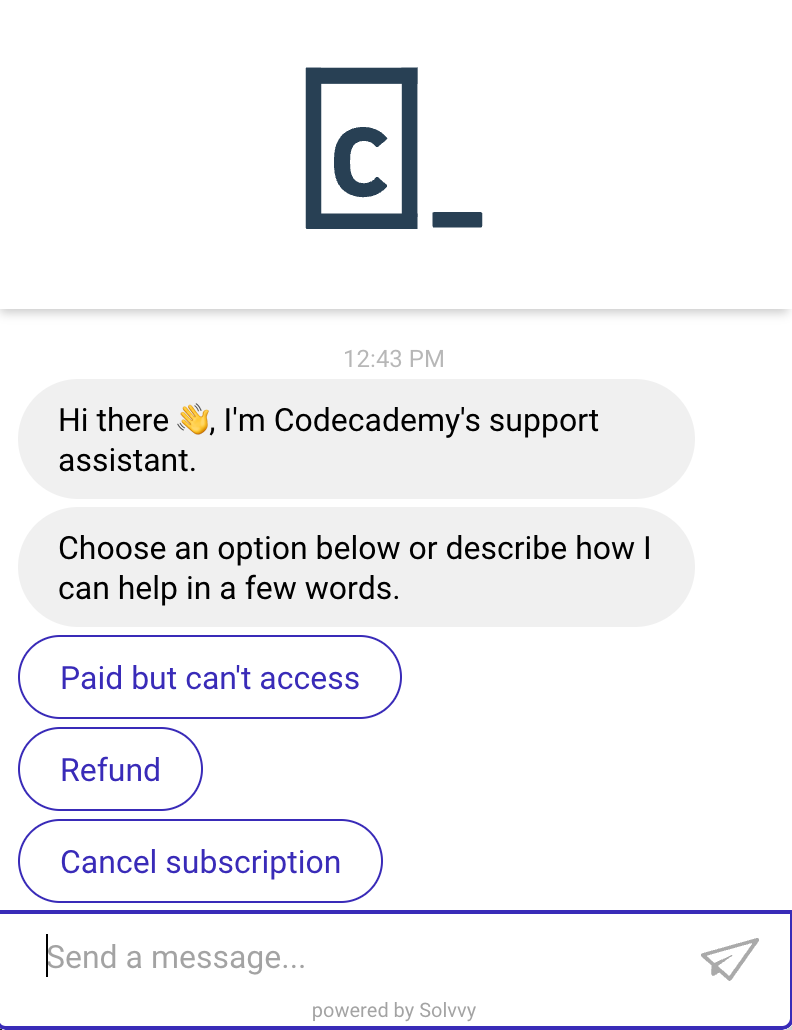 C_
12:43 PM
Hi there 👋, I'm Codecademy's support
assistant.
Choose an option below or describe how I
can help in a few words.
Paid but can't access
Refund
Cancel subscription
Send a message...
powered by Solvvy